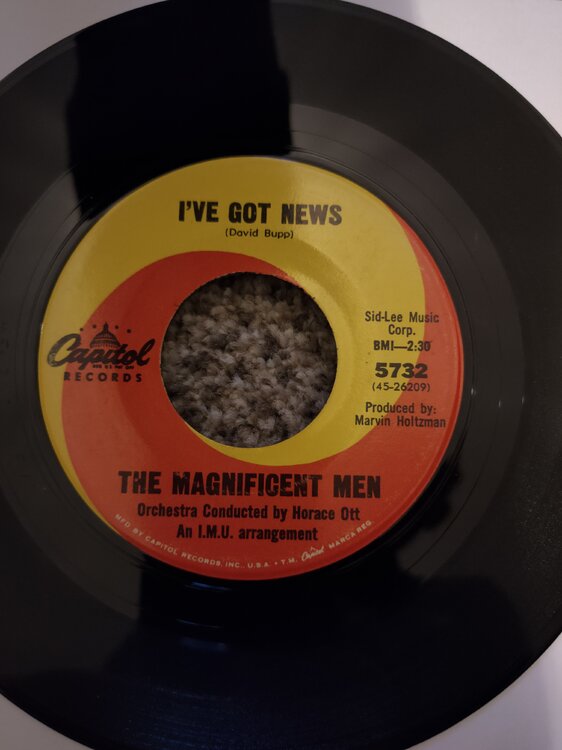 I'VE GOT NEWS
(David Bupp)
Sid-Lee Music
Corp.
BMI—2:30
Capitol
RECORDS
5732
(45-26209)
Produced by:
Marvin Holtzman
THE MAGNIFICENT MEN
Orchestra Conducted by Horace Ott
An I.M.U. arrangement
MFD. BY CAPITOL RECORDS, INC., U.S.A. • T.M. Capitol MARCA REG.